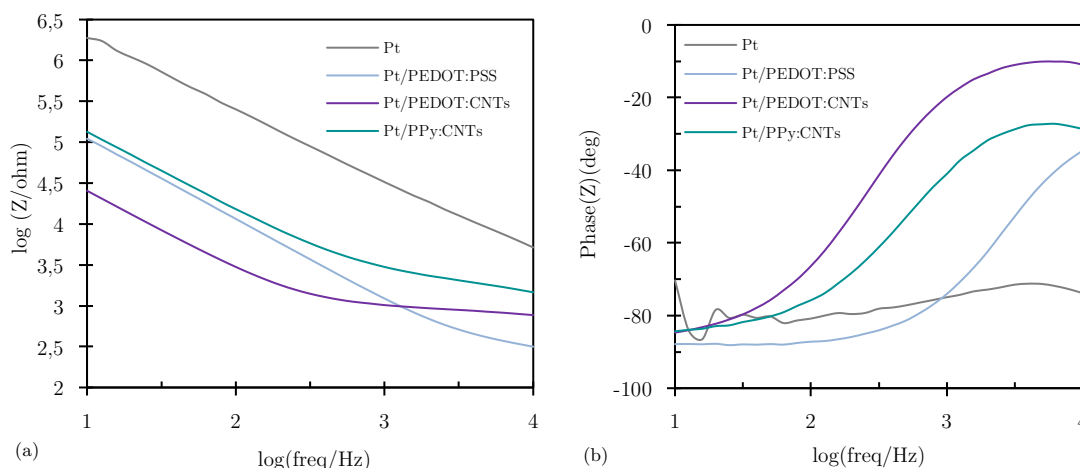 6,5
6
5,5
5
4,5
4
3,5
3
2,5
2
log (Z/ohm)
1
2
3
4
log(freq/Hz)
(a)
Pt
Pt/PEDOT:PSS
Pt/PEDOT:CNTs
Pt/PPy:CNTs
0
-20
-40
-60
-80
-100
Phase(Z)(deg)
1
2
3
4
log(freq/Hz)
(b)
Pt
Pt/PEDOT:PSS
Pt/PEDOT:CNTs
Pt/PPy:CNTs